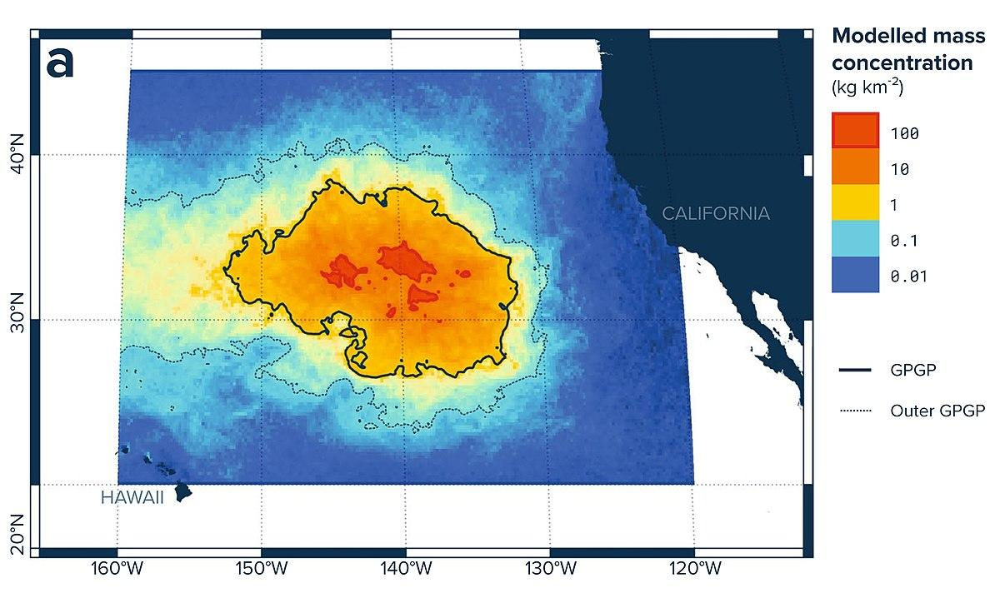 a
Modelled mass
concentration
(kg km⁻²)
100
10
1
0.1
0.01
GPGP
Outer GPGP
CALIFORNIA
HAWAII
40°N
30°N
20°N
160°W
150°W
140°W
130°W
120°W